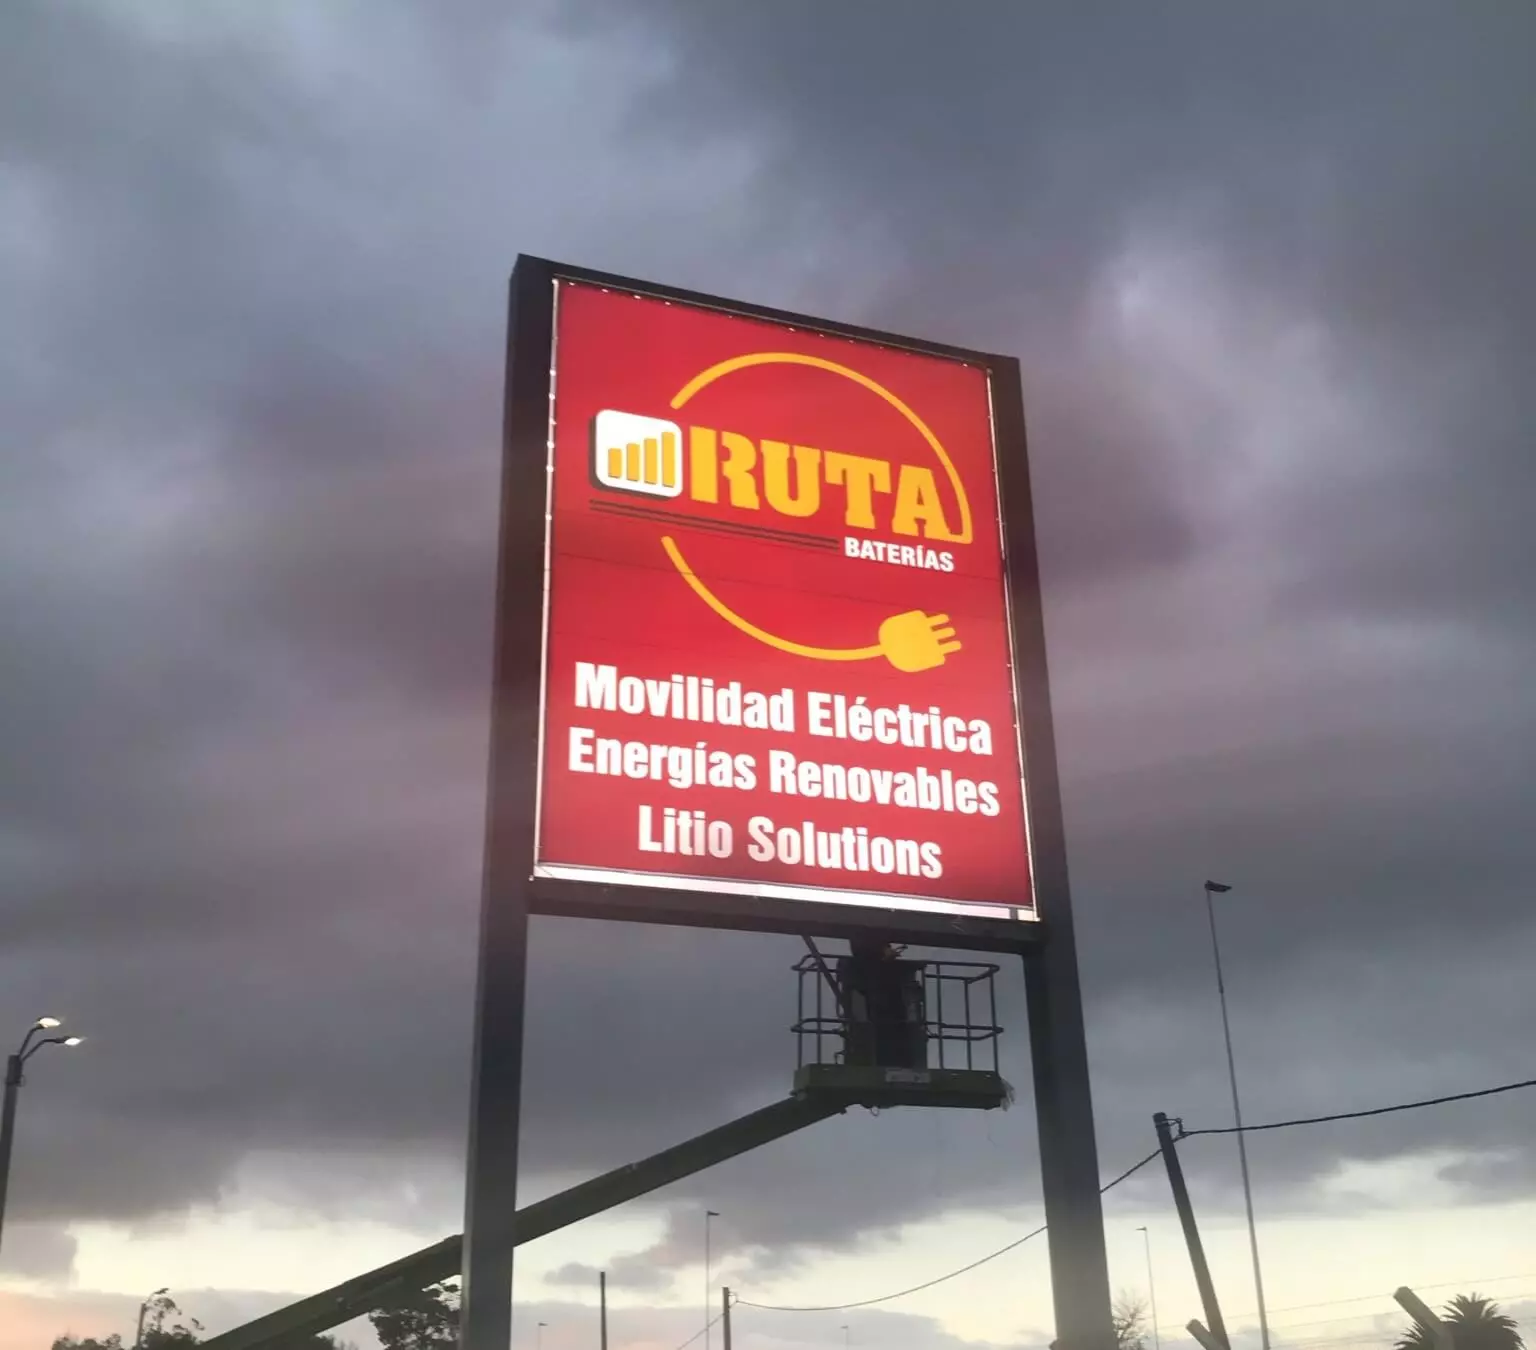 RUTA
BATERÍAS
Movilidad Eléctrica
Energías Renovables
Litio Solutions